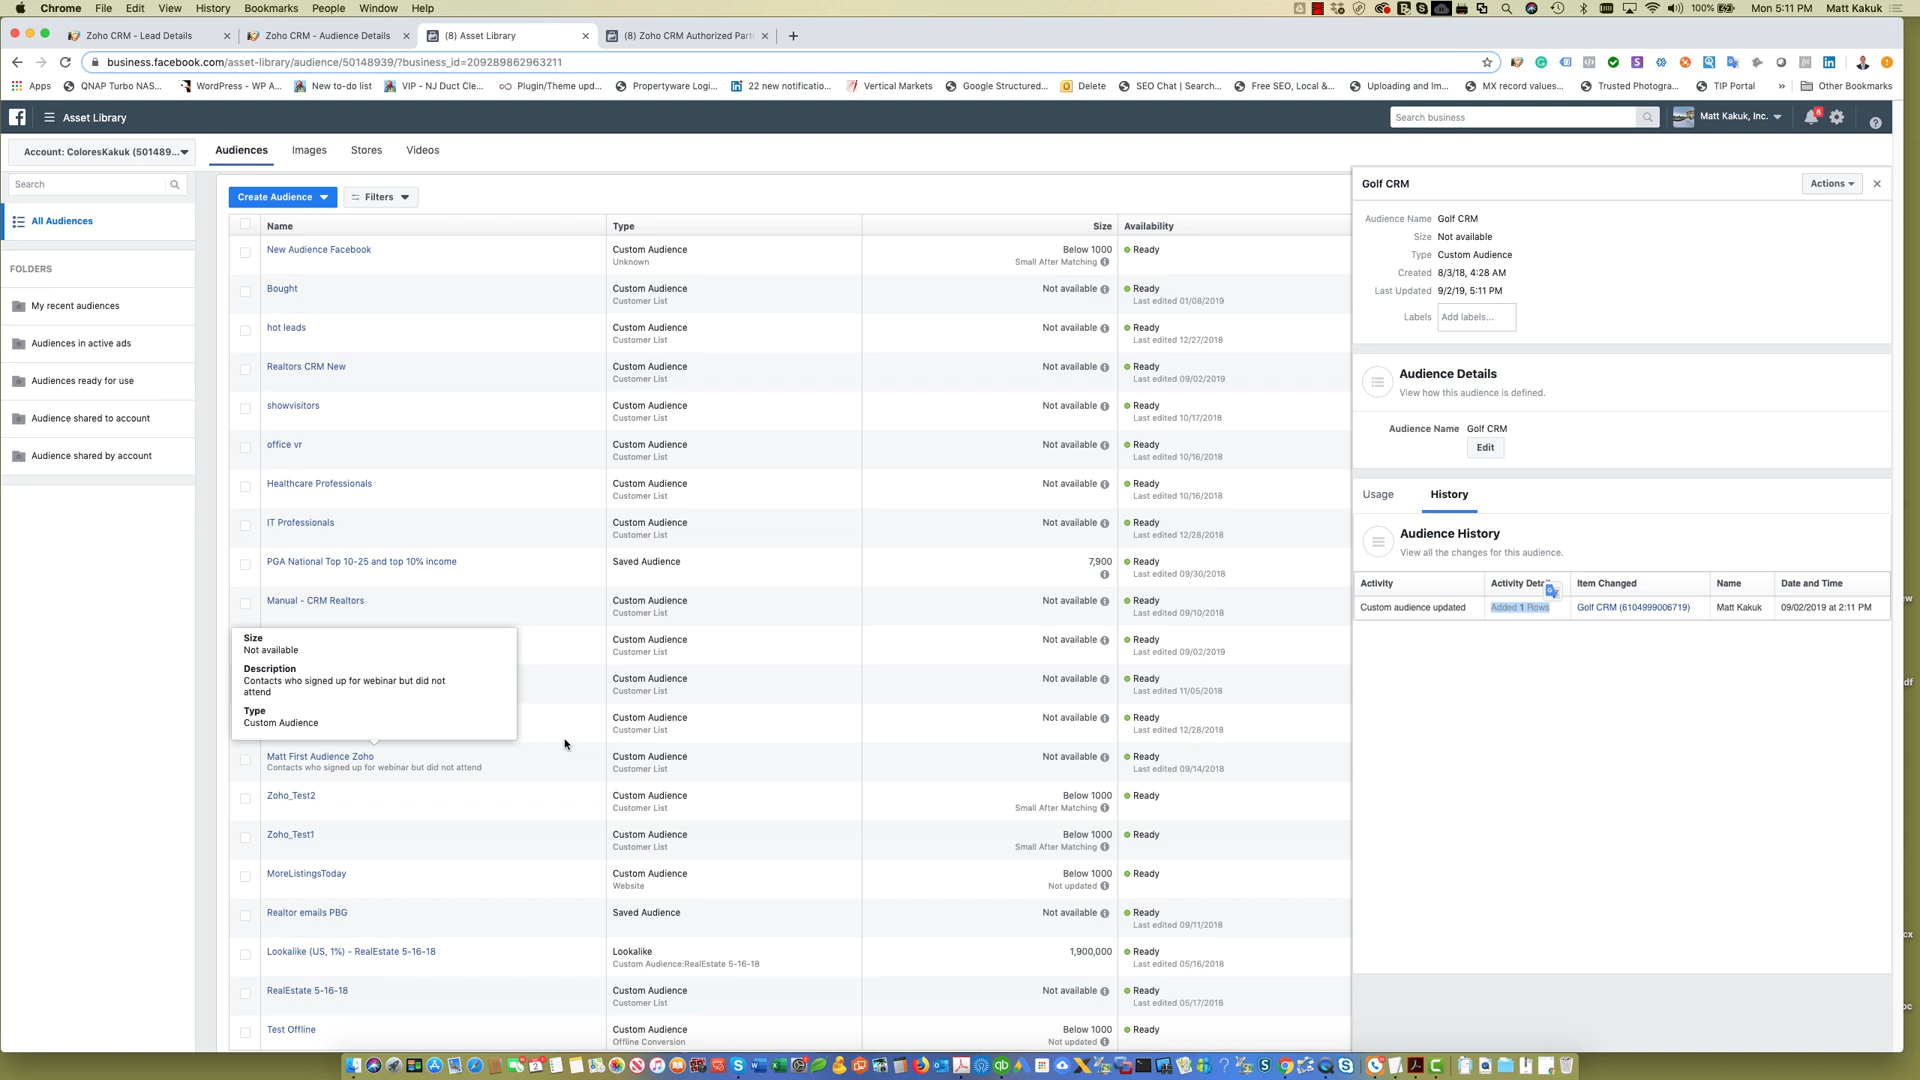 Chrome File Edit View History Bookmarks People Window Help
100% Mon 5:11 PM Matt Kakuk
Zoho CRM - Lead Details
Zoho CRM - Audience Details
(8) Asset Library
(8) Zoho CRM Authorized Part
business.facebook.com/asset-library/audience/50148939/?business_id=209289862963211
Apps QNAP Turbo NAS... WordPress - WP A... New to-do list VIP - NJ Duct Cle... Plugin/Theme upd... Propertyware Logi... 22 new notificatio... Vertical Markets Google Structured... Delete SEO Chat | Search... Free SEO, Local &... Uploading and Im... MX record values... Trusted Photogra... TIP Portal » Other Bookmarks
Asset Library
Search business
Matt Kakuk, Inc.
8
Account: ColoresKakuk (501489...
Audiences Images Stores Videos
Search
All Audiences
FOLDERS
My recent audiences
Audiences in active ads
Audiences ready for use
Audience shared to account
Audience shared by account
Create Audience
Filters
Name Type Size Availability
New Audience Facebook Custom Audience Below 1000 Ready
Unknown Small After Matching
Bought Custom Audience Not available Ready
Customer List Last edited 01/08/2019
hot leads Custom Audience Not available Ready
Customer List Last edited 12/27/2018
Realtors CRM New Custom Audience Not available Ready
Customer List Last edited 09/02/2019
showvisitors Custom Audience Not available Ready
Customer List Last edited 10/17/2018
office vr Custom Audience Not available Ready
Customer List Last edited 10/16/2018
Healthcare Professionals Custom Audience Not available Ready
Customer List Last edited 10/16/2018
IT Professionals Custom Audience Not available Ready
Customer List Last edited 12/28/2018
PGA National Top 10-25 and top 10% income Saved Audience 7,900 Ready
Last edited 09/30/2018
Manual - CRM Realtors Custom Audience Not available Ready
Customer List Last edited 09/10/2018
Custom Audience Not available Ready
Customer List Last edited 09/02/2019
Custom Audience Not available Ready
Customer List Last edited 11/05/2018
Custom Audience Not available Ready
Customer List Last edited 12/28/2018
Size
Not available
Description
Contacts who signed up for webinar but did not
attend
Type
Custom Audience
Matt First Audience Zoho Custom Audience Not available Ready
Contacts who signed up for webinar but did not attend Customer List Last edited 09/14/2018
Zoho_Test2 Custom Audience Below 1000 Ready
Customer List Small After Matching
Zoho_Test1 Custom Audience Below 1000 Ready
Customer List Small After Matching
MoreListingsToday Custom Audience Below 1000 Ready
Website Not updated
Realtor emails PBG Saved Audience Not available Ready
Last edited 09/11/2018
Lookalike (US, 1%) - RealEstate 5-16-18 Lookalike 1,900,000 Ready
Custom Audience:RealEstate 5-16-18 Last edited 05/16/2018
RealEstate 5-16-18 Custom Audience Not available Ready
Customer List Last edited 05/17/2018
Test Offline Custom Audience Below 1000 Ready
Offline Conversion Not updated
Golf CRM
Actions
Audience Name Golf CRM
Size Not available
Type Custom Audience
Created 8/3/18, 4:28 AM
Last Updated 9/2/19, 5:11 PM
Labels Add labels...
Audience Details
View how this audience is defined.
Audience Name Golf CRM
Edit
Usage History
Audience History
View all the changes for this audience.
Activity Item Changed Name Date and Time
Custom audience updated Added 1 Rows Golf CRM (6104999006719) Matt Kakuk 09/02/2019 at 2:11 PM